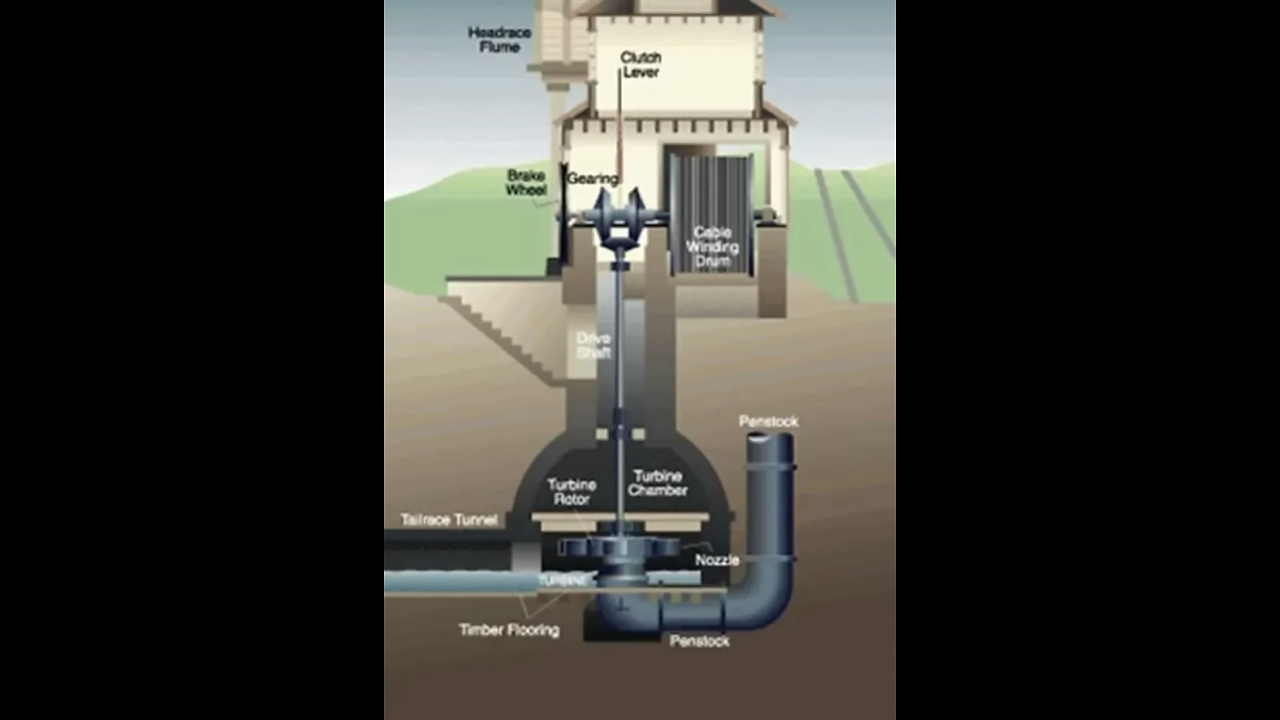 Headrace
Flume
Clutch
Lever
Brake
Wheel
Gearing
Cable
Winding
Drum
Drive
Shaft
Penstock
Turbine
Rotor
Turbine
Chamber
Tailrace Tunnel
Nozzle
TURBINE
Timber Flooring
Penstock